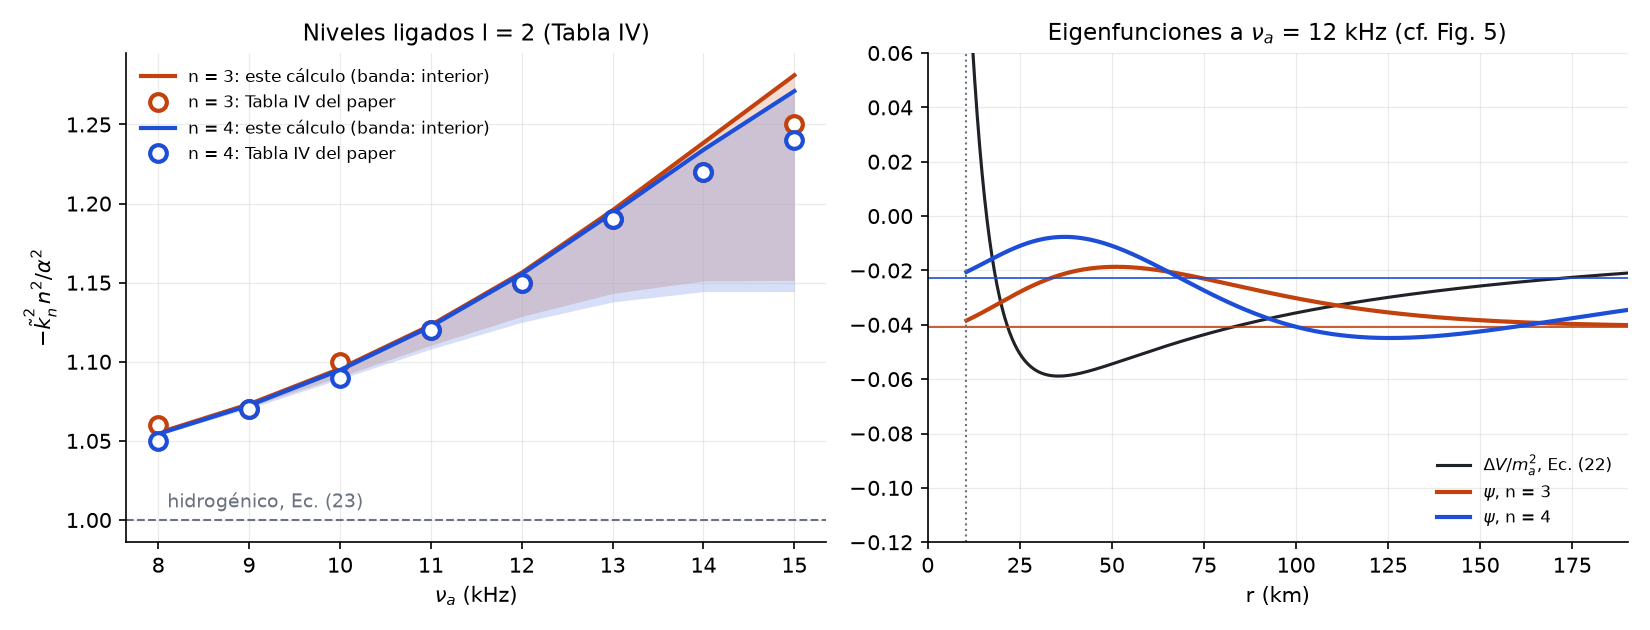 Niveles ligados l = 2 (Tabla IV)
n = 3: este cálculo (banda: interior)
n = 3: Tabla IV del paper
n = 4: este cálculo (banda: interior)
n = 4: Tabla IV del paper
1.25
1.20
1.15
1.10
1.05
1.00
−k̃ₙ² n²/α²
hidrogénico, Ec. (23)
8 9 10 11 12 13 14 15
νₐ (kHz)
Eigenfunciones a νₐ = 12 kHz (cf. Fig. 5)
0.06
0.04
0.02
0.00
−0.02
−0.04
−0.06
−0.08
−0.10
−0.12
ΔV/mₐ², Ec. (22)
ψ, n = 3
ψ, n = 4
0 25 50 75 100 125 150 175
r (km)